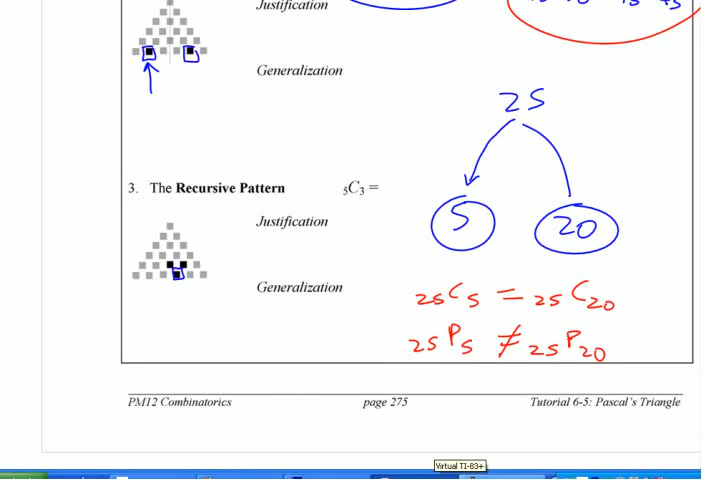 Justification
Generalization
25
3. The Recursive Pattern ₅C₃ =
5 20
Justification
Generalization
₂₅C₅ = ₂₅C₂₀
₂₅P₅ ≠ ₂₅P₂₀
PM12 Combinatorics page 275 Tutorial 6-5: Pascal's Triangle
Virtual TI-83+